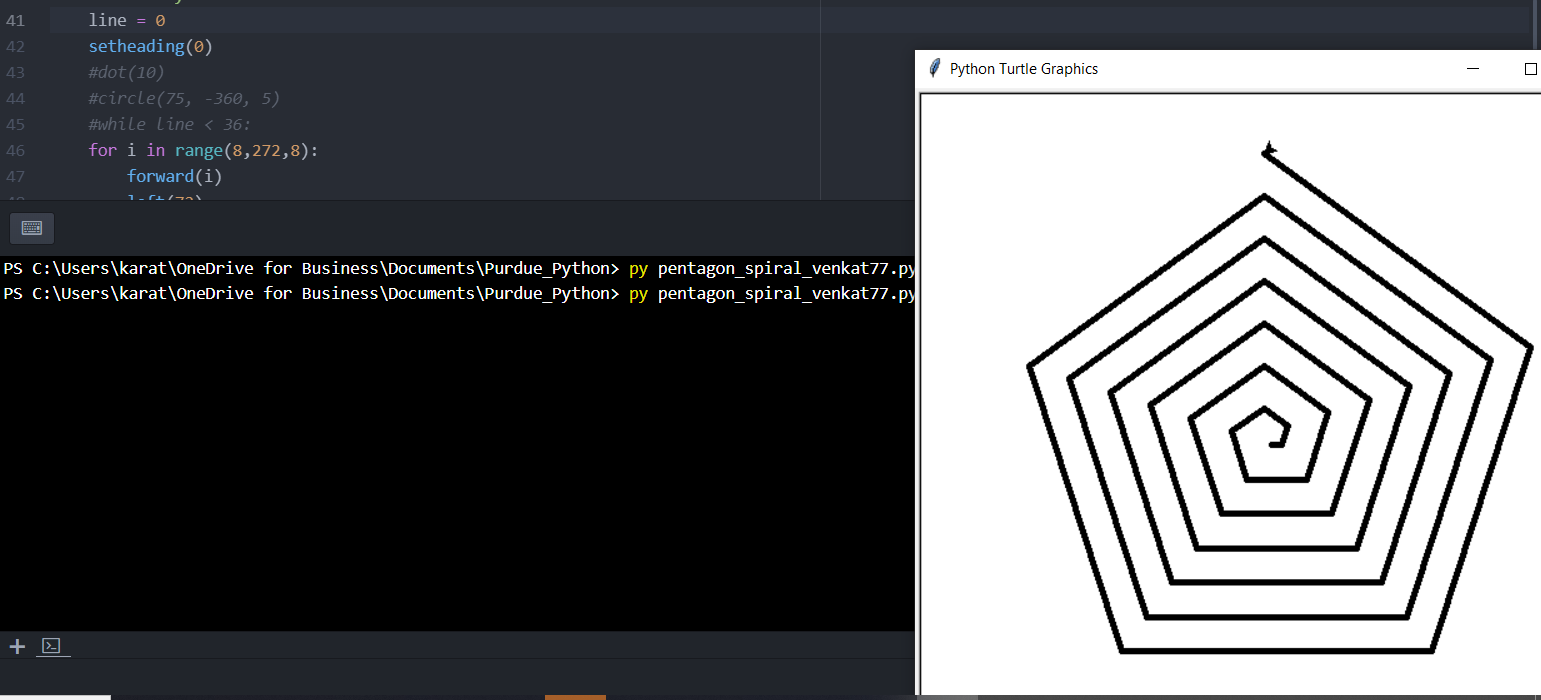 41 line = 0
42 setheading(0)
43 #dot(10)
44 #circle(75, -360, 5)
45 #while line < 36:
46 for i in range(8,272,8):
47 forward(i)
Python Turtle Graphics
PS C:\Users\karat\OneDrive for Business\Documents\Purdue_Python> py pentagon_spiral_venkat77.py
PS C:\Users\karat\OneDrive for Business\Documents\Purdue_Python> py pentagon_spiral_venkat77.py